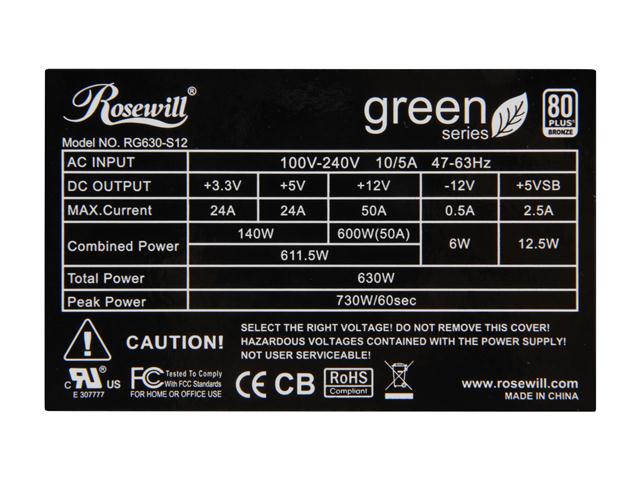 Rosewill®
green
series
80
PLUS®
BRONZE
Model NO. RG630-S12
AC INPUT 100V-240V 10/5A 47-63Hz
DC OUTPUT +3.3V +5V +12V -12V +5VSB
MAX.Current 24A 24A 50A 0.5A 2.5A
Combined Power 140W 600W(50A) 6W 12.5W
611.5W
Total Power 630W
Peak Power 730W/60sec
CAUTION!
SELECT THE RIGHT VOLTAGE! DO NOT REMOVE THIS COVER!
HAZARDOUS VOLTAGES CONTAINED WITH THE POWER SUPPLY!
NOT USER SERVICEABLE!
c RU® US
E 307777
FC Tested To Comply
With FCC Standards
FOR HOME OR OFFICE USE
CE CB
RoHS
Compliant
www.rosewill.com
MADE IN CHINA